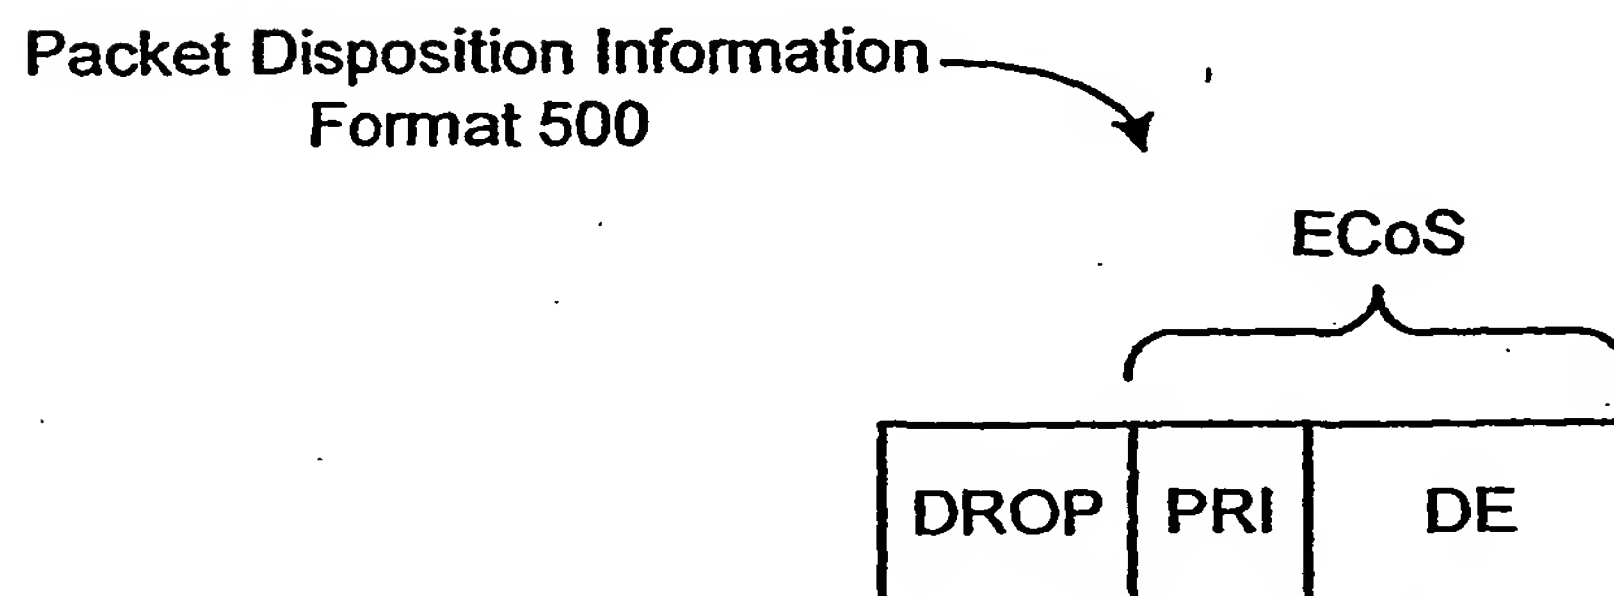 Packet Disposition Information
Format 500
ECoS
DROP PRI DE